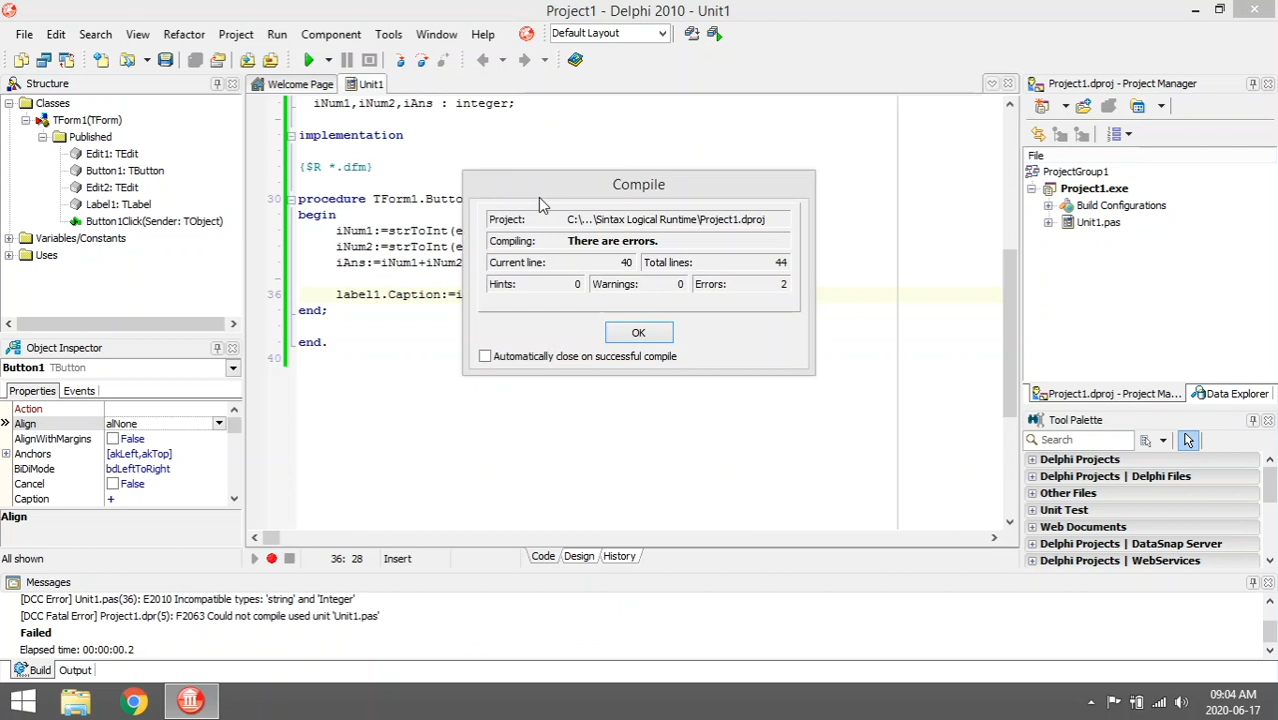 Project1 - Delphi 2010 - Unit1
File Edit Search View Refactor Project Run Component Tools Window Help Default Layout
Structure
Classes
TForm1(TForm)
Published
Edit1: TEdit
Button1: TButton
Edit2: TEdit
Label1: TLabel
Button1Click(Sender: TObject)
Variables/Constants
Uses
Object Inspector
Button1 TButton
Properties Events
Action
Align alNone
AlignWithMargins False
Anchors [akLeft,akTop]
BiDiMode bdLeftToRight
Cancel False
Caption +
Align
All shown
Welcome Page Unit1
iNum1,iNum2,iAns : integer;
implementation
{$R *.dfm}
30 procedure TForm1.Butto
begin
iNum1:=strToInt(e
iNum2:=strToInt(e
iAns:=iNum1+iNum2
36 label1.Caption:=i
end;
end.
40
Compile
Project: C:\...\Sintax Logical Runtime\Project1.dproj
Compiling: There are errors.
Current line: 40 Total lines: 44
Hints: 0 Warnings: 0 Errors: 2
OK
Automatically close on successful compile
36: 28 Insert
Code Design History
Project1.dproj - Project Manager
File
ProjectGroup1
Project1.exe
Build Configurations
Unit1.pas
Project1.dproj - Project Ma... Data Explorer
Tool Palette
Search
Delphi Projects
Delphi Projects | Delphi Files
Other Files
Unit Test
Web Documents
Delphi Projects | DataSnap Server
Delphi Projects | WebServices
Messages
[DCC Error] Unit1.pas(36): E2010 Incompatible types: 'string' and 'Integer'
[DCC Fatal Error] Project1.dpr(5): F2063 Could not compile used unit 'Unit1.pas'
Failed
Elapsed time: 00:00:00.2
Build Output
09:04 AM
2020-06-17